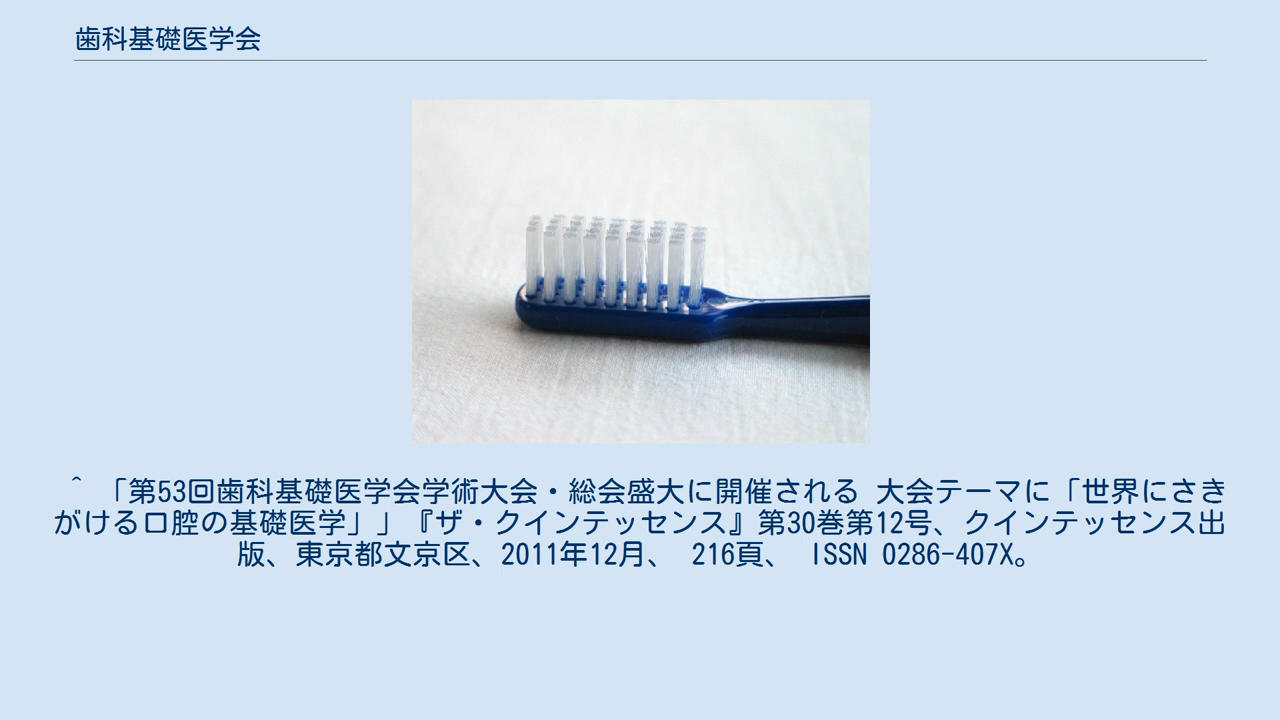 歯科基礎医学会
^ 「第53回歯科基礎医学会学術大会・総会盛大に開催される 大会テーマに「世界にさき
がける口腔の基礎医学」」『ザ・クインテッセンス』第30巻第12号、クインテッセンス出
版、東京都文京区、2011年12月、 216頁、 ISSN 0286-407X。